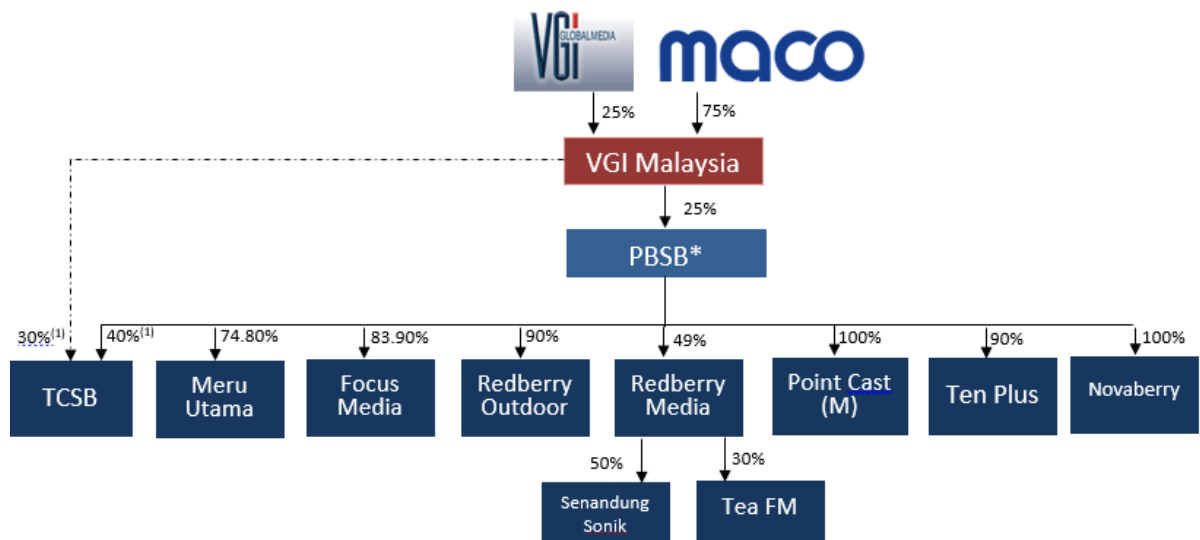 VGi GLOBALMEDIA
maco
25%
75%
VGI Malaysia
25%
PBSB*
30%(1)
40%(1)
74.80%
83.90%
90%
49%
100%
90%
100%
TCSB
Meru
Utama
Focus
Media
Redberry
Outdoor
Redberry
Media
Point Cast
(M)
Ten Plus
Novaberry
50%
30%
Senandung
Sonik
Tea FM